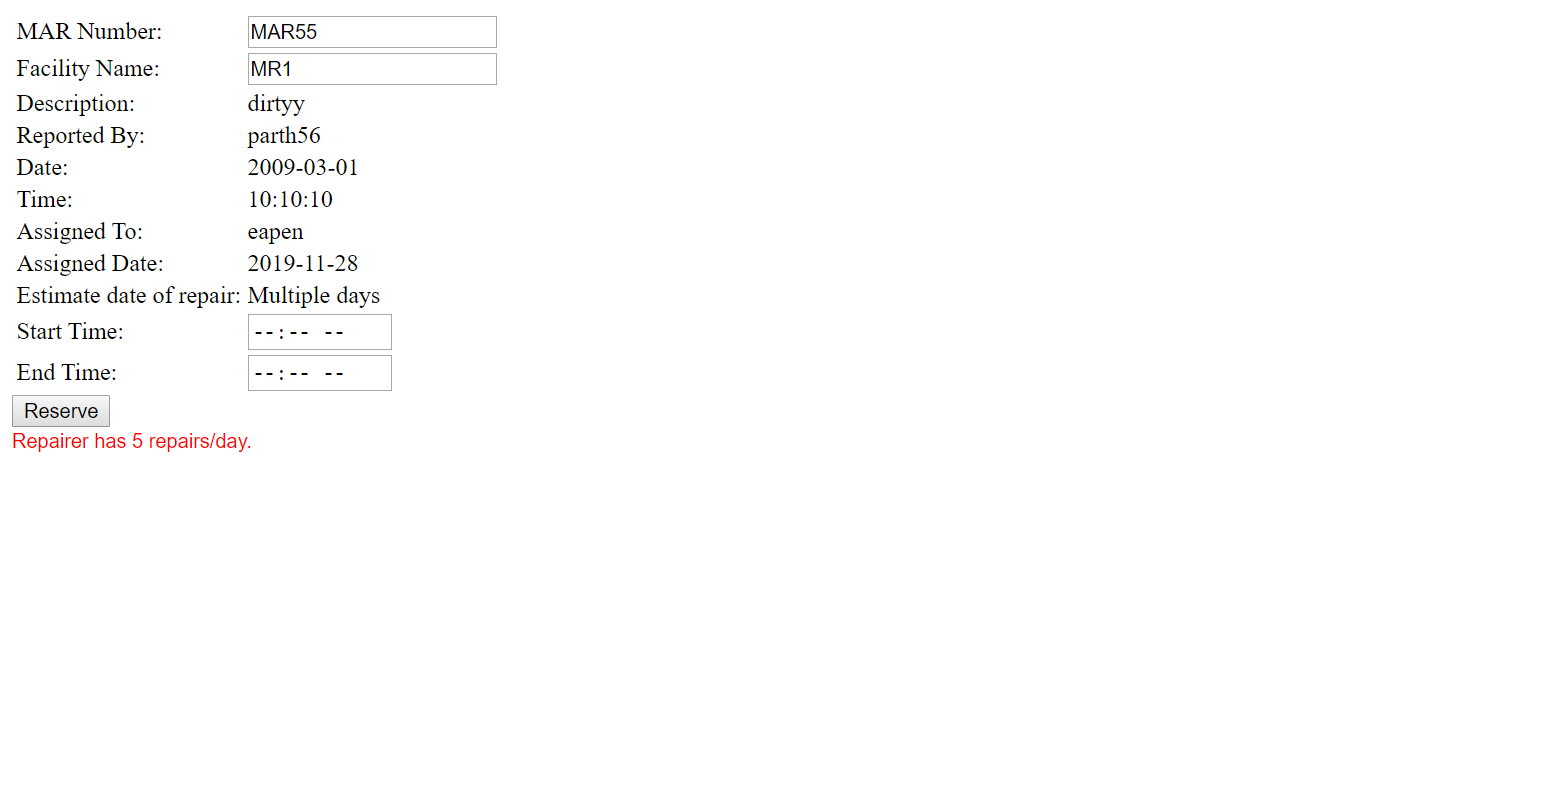 MAR Number: MAR55
Facility Name: MR1
Description: dirtyy
Reported By: parth56
Date: 2009-03-01
Time: 10:10:10
Assigned To: eapen
Assigned Date: 2019-11-28
Estimate date of repair: Multiple days
Start Time: --:-- --
End Time: --:-- --
Reserve
Repairer has 5 repairs/day.